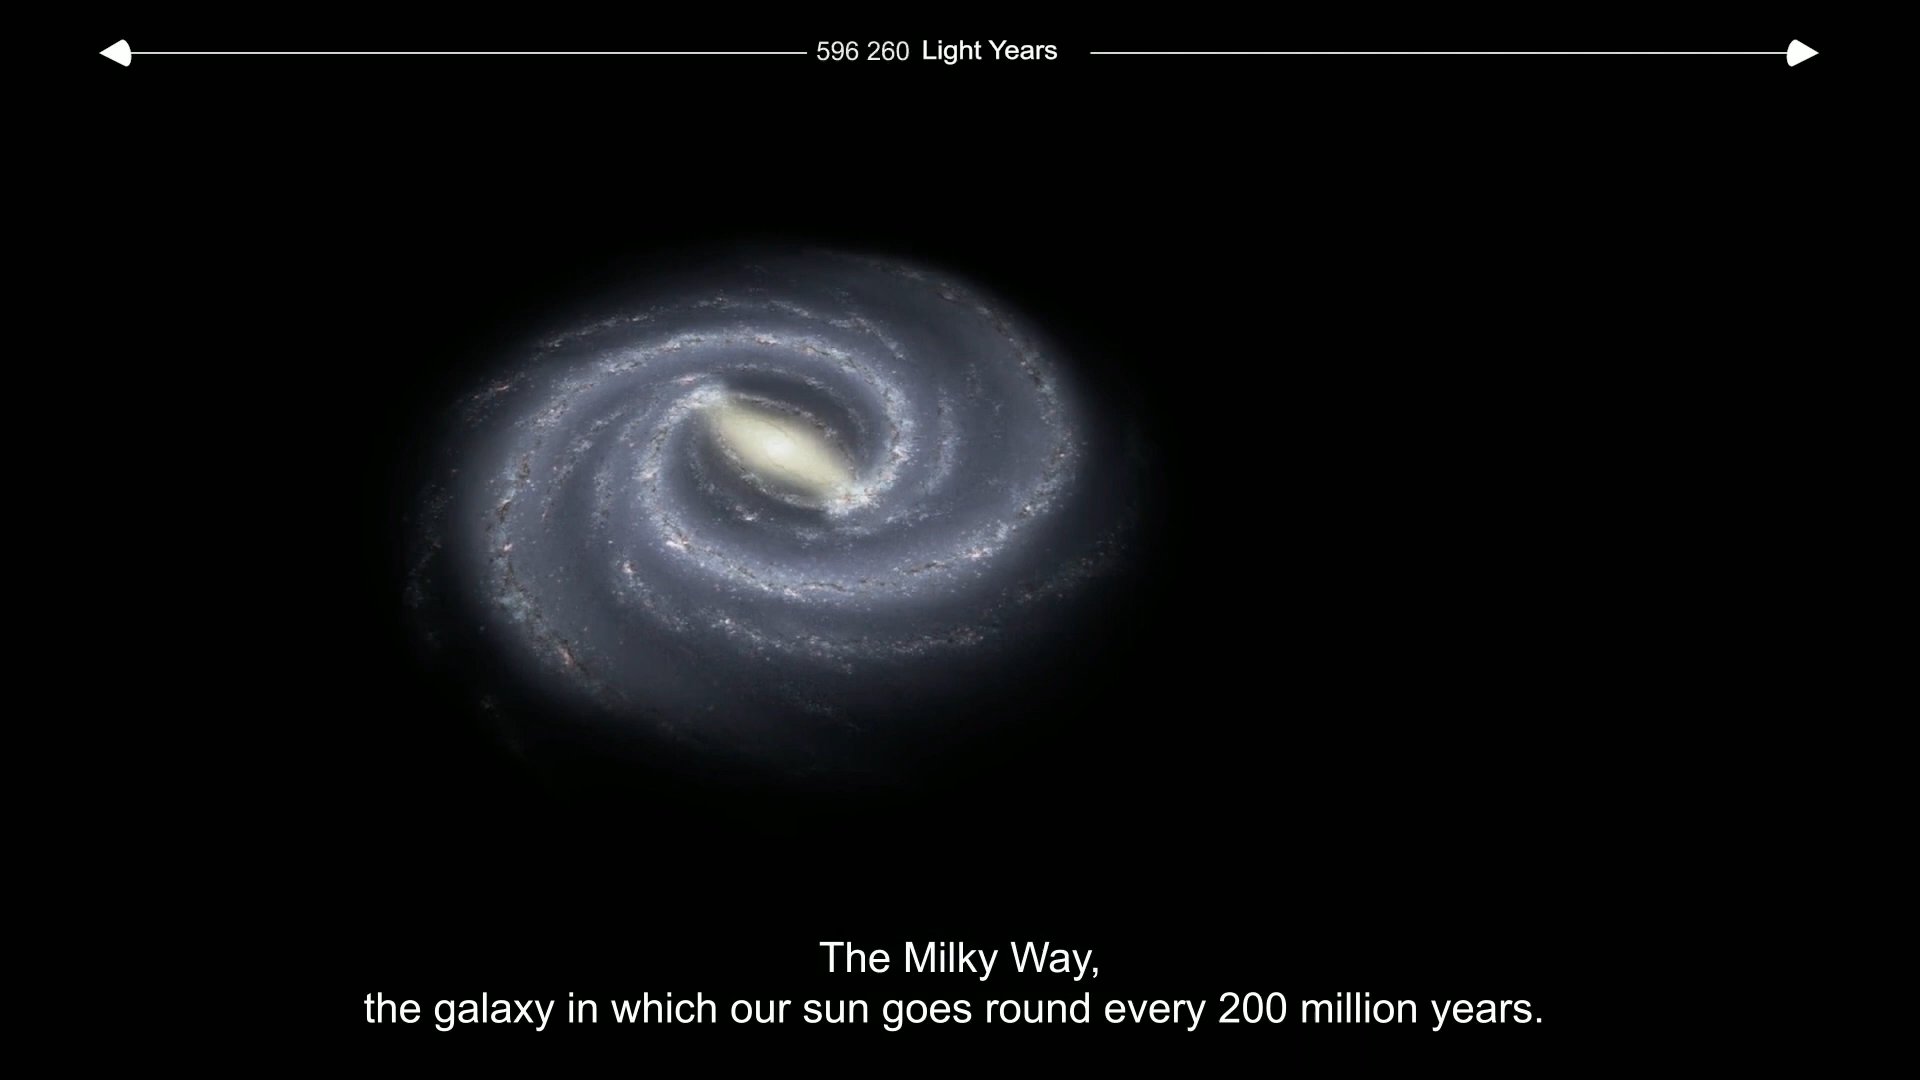 596 260 Light Years
The Milky Way,
the galaxy in which our sun goes round every 200 million years.